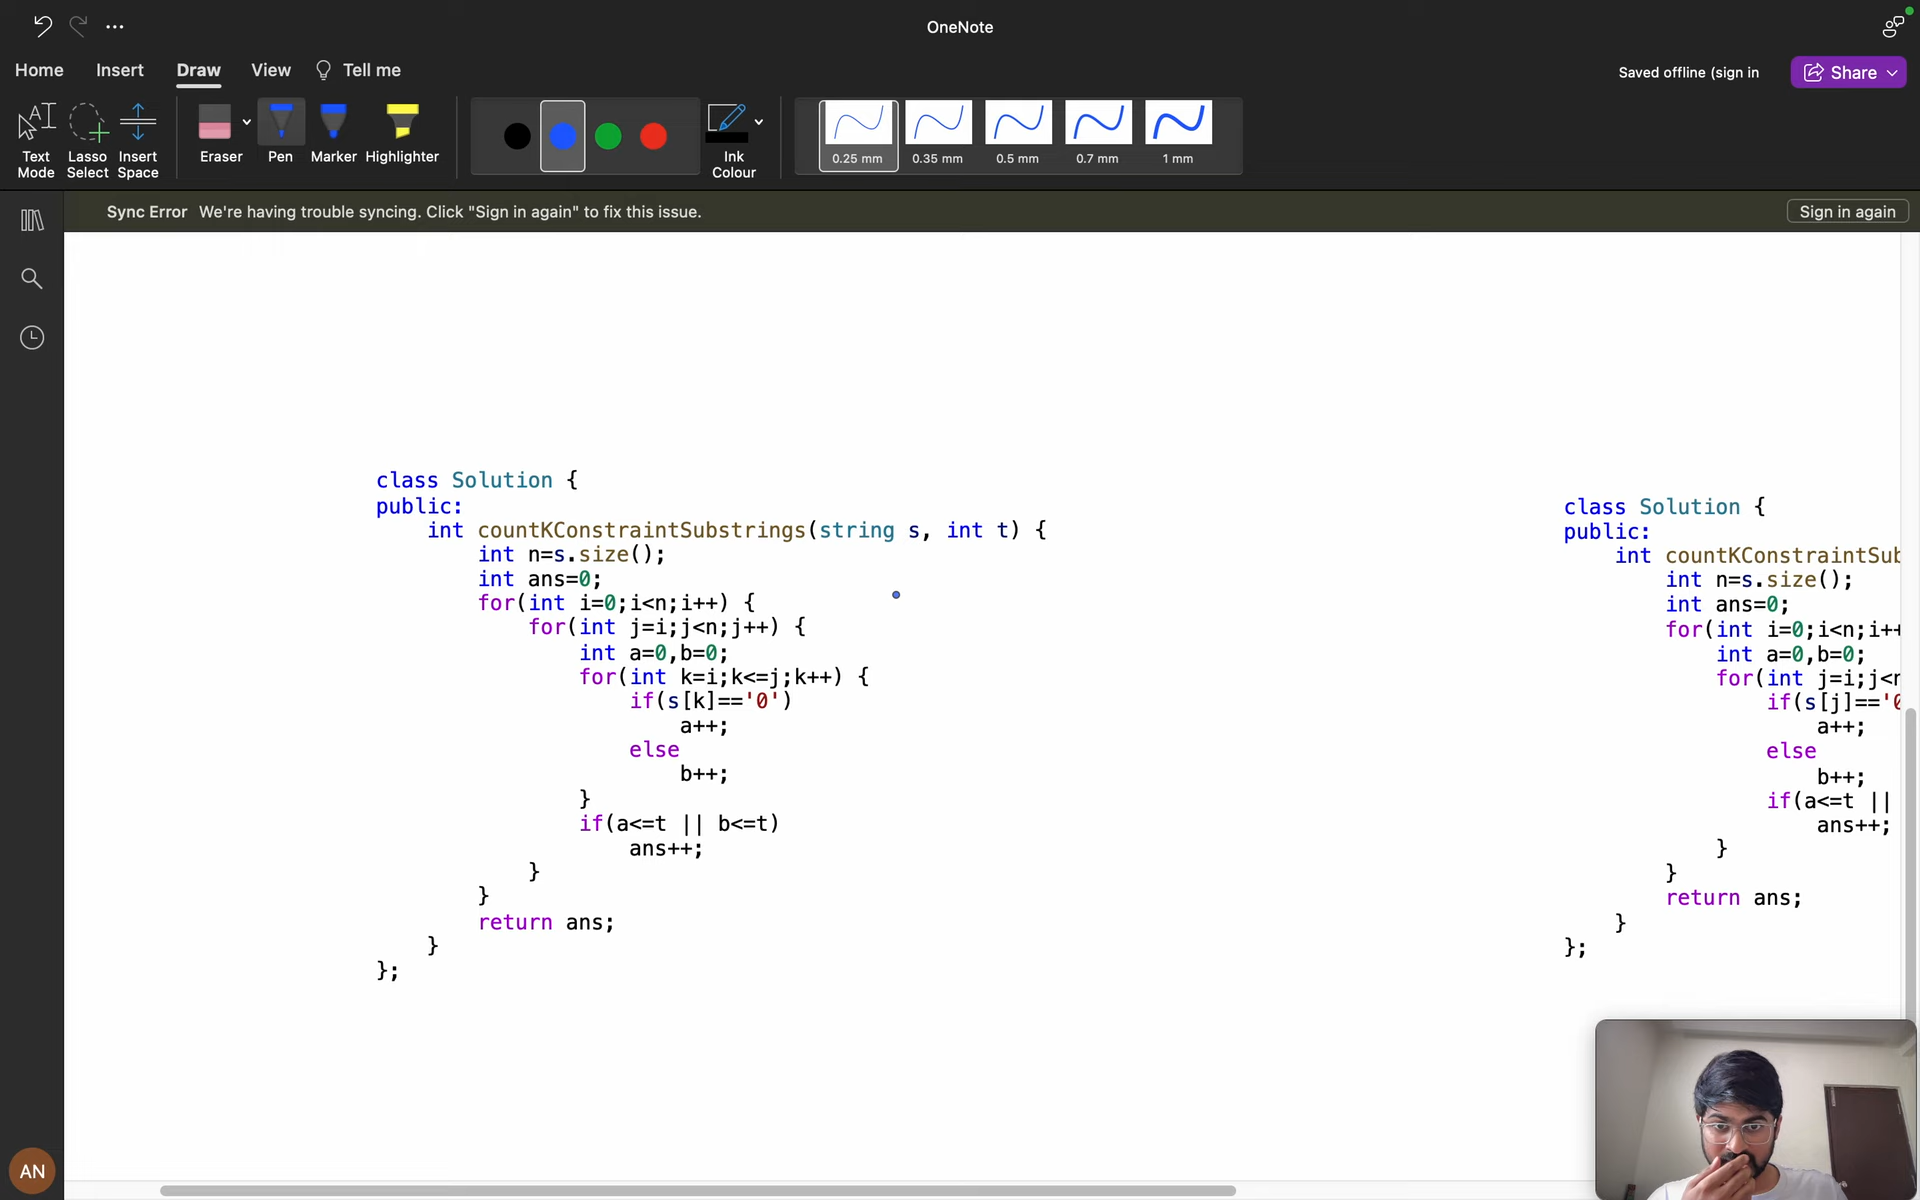 OneNote
Home Insert Draw View Tell me
Saved offline (sign in
Share
Text Mode
Lasso Select
Insert Space
Eraser
Pen
Marker
Highlighter
Ink Colour
0.25 mm
0.35 mm
0.5 mm
0.7 mm
1 mm
Sync Error We're having trouble syncing. Click "Sign in again" to fix this issue.
Sign in again
class Solution {
public:
    int countKConstraintSubstrings(string s, int t) {
        int n=s.size();
        int ans=0;
        for(int i=0;i<n;i++) {
            for(int j=i;j<n;j++) {
                int a=0,b=0;
                for(int k=i;k<=j;k++) {
                    if(s[k]=='0')
                        a++;
                    else
                        b++;
                }
                if(a<=t || b<=t)
                    ans++;
            }
        }
        return ans;
    }
};
class Solution {
public:
    int countKConstraintSub
        int n=s.size();
        int ans=0;
        for(int i=0;i<n;i++
            int a=0,b=0;
            for(int j=i;j<n
                if(s[j]=='0
                    a++;
                else
                    b++;
                if(a<=t ||
                    ans++;
            }
        }
        return ans;
    }
};
AN